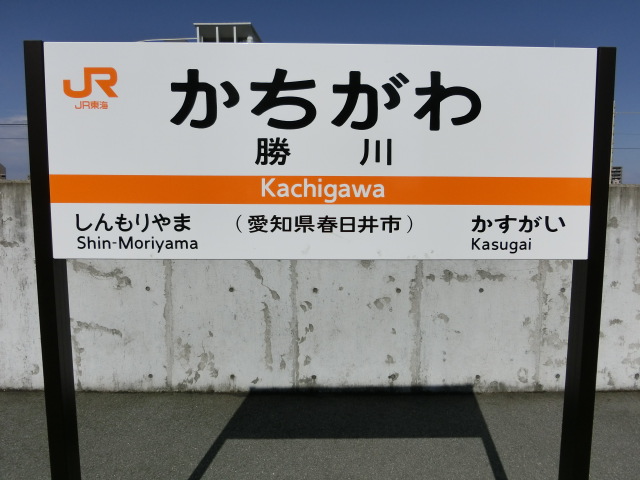 JR
JR東海
かちがわ
勝川
Kachigawa
しんもりやま
Shin-Moriyama
(愛知県春日井市)
かすがい
Kasugai